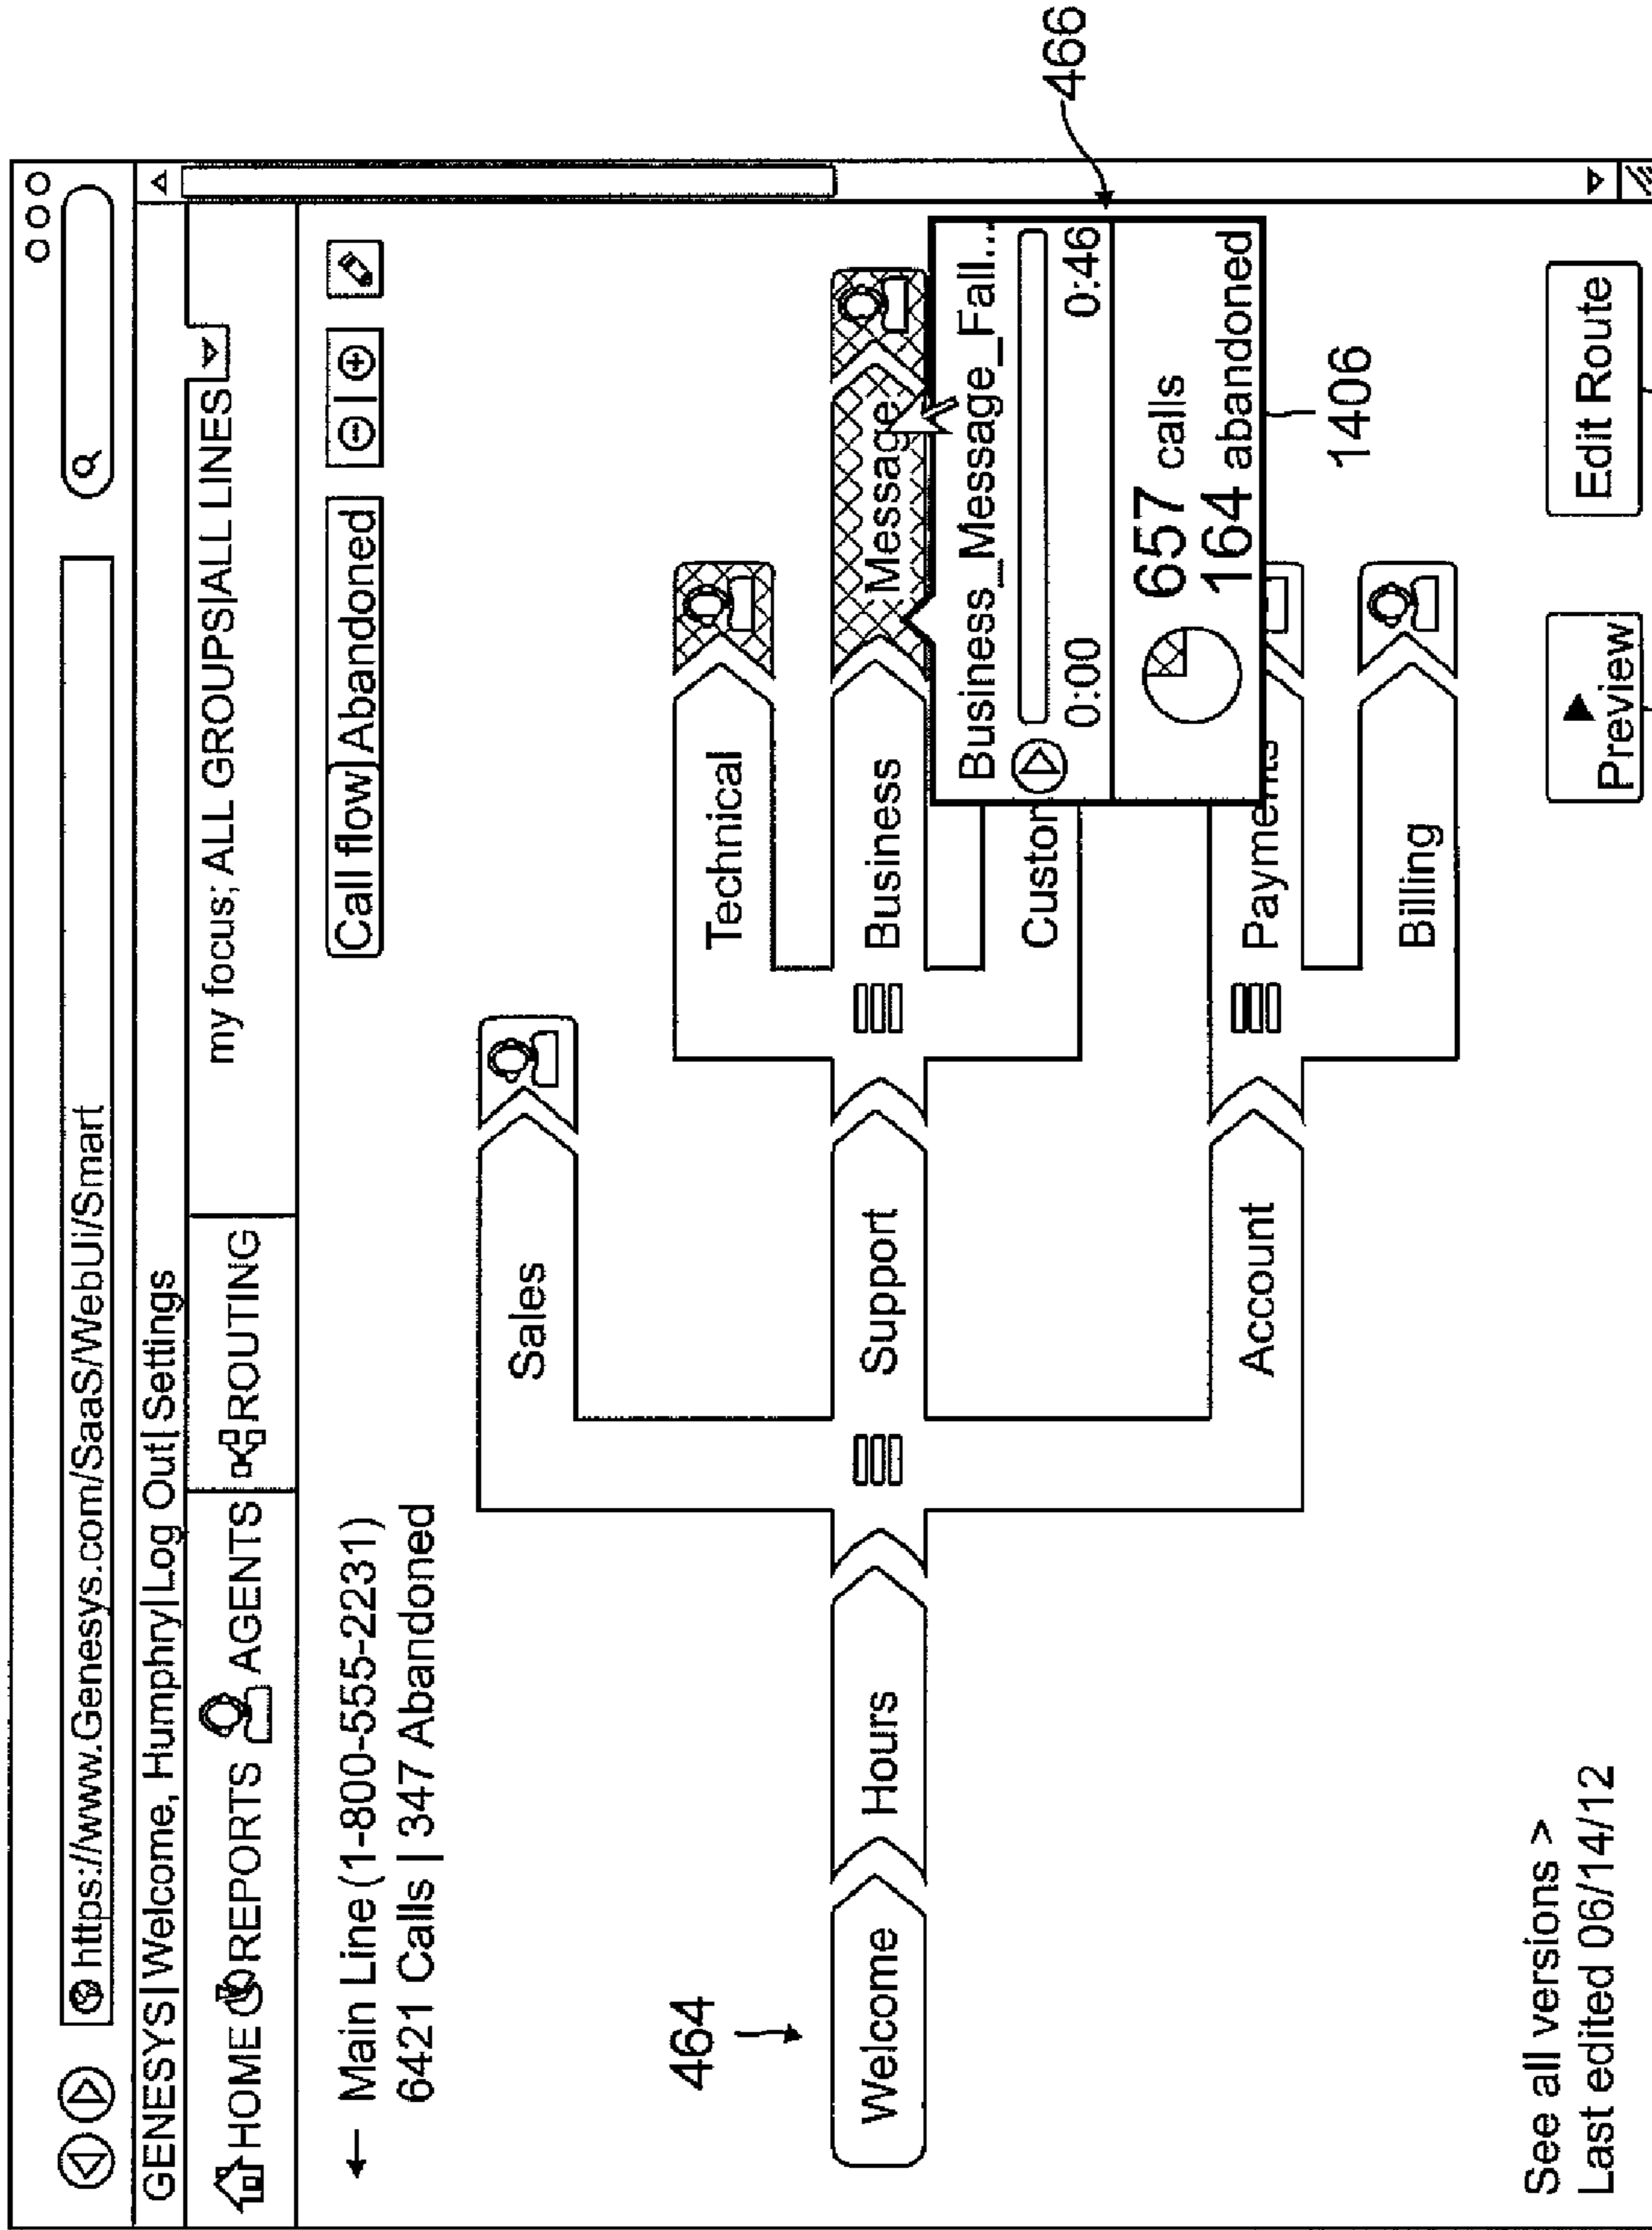 https://www.Genesys.com/SaaS/WebUi/Smart
GENESYS|Welcome, Humphry|Log Out|Settings
HOME REPORTS AGENTS ROUTING my focus; ALL GROUPS|ALL LINES
← Main Line (1-800-555-2231) Call flow Abandoned
6421 Calls | 347 Abandoned
Sales
464
Technical
Welcome Hours Support Business Message
Business_Message_Fall...
Custom
0:00 0:46
466
657 calls
164 abandoned
Account Payments
1406
Billing
See all versions >
Last edited 06/14/12
Preview Edit Route